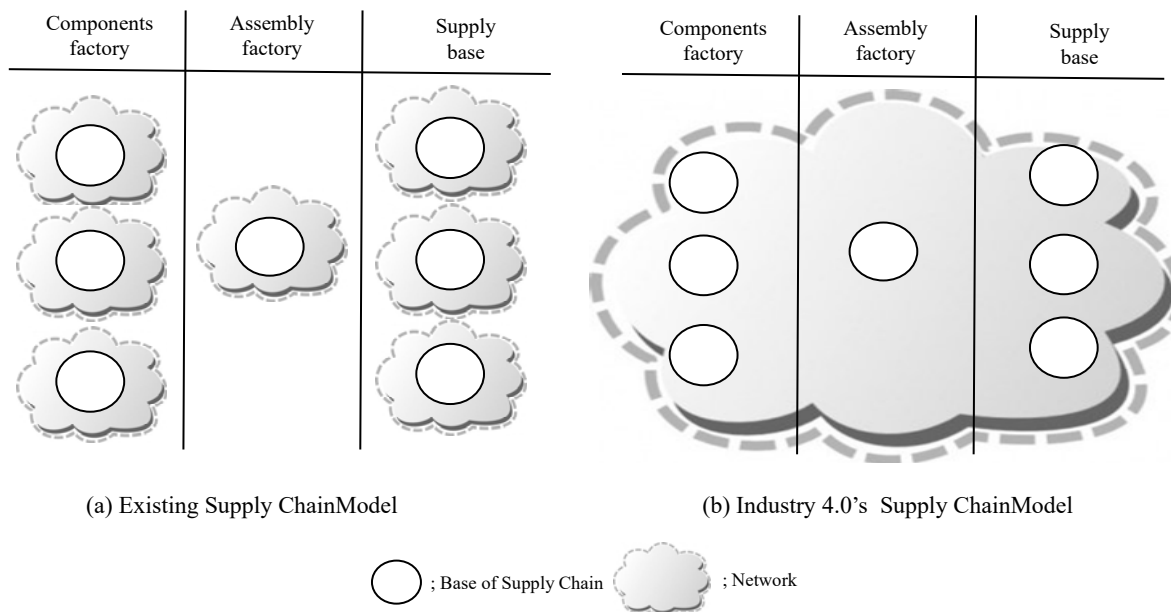 Components
factory
Assembly
factory
Supply
base
Components
factory
Assembly
factory
Supply
base
(a) Existing Supply ChainModel
(b) Industry 4.0’s  Supply ChainModel
; Base of Supply Chain
; Network